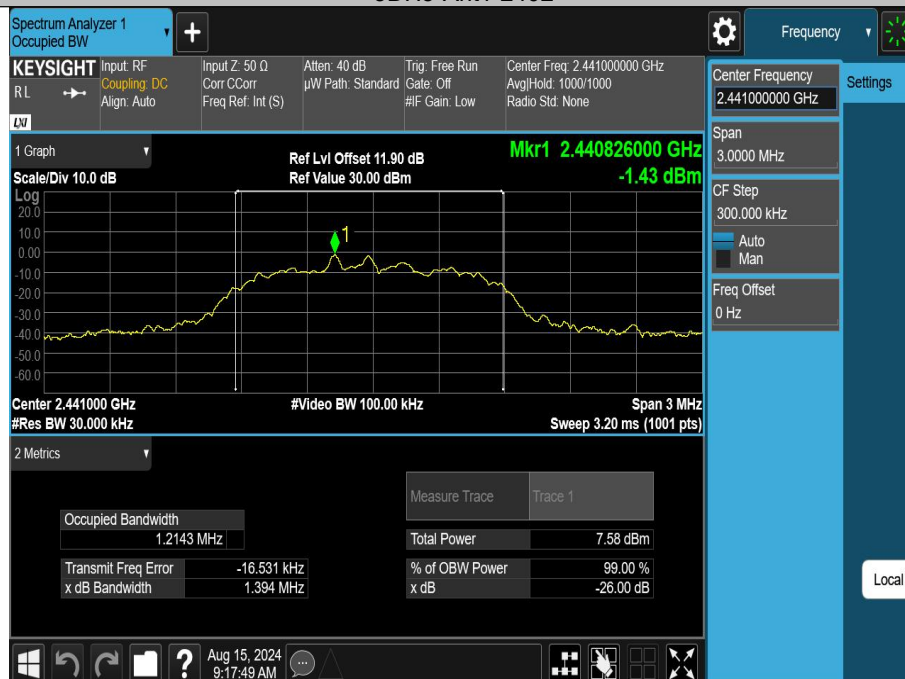 Spectrum Analyzer 1
Occupied BW
Frequency
KEYSIGHT
R L
LXI
Input: RF
Coupling: DC
Align: Auto
Input Z: 50 Ω
Corr CCorr
Freq Ref: Int (S)
Atten: 40 dB
µW Path: Standard
Trig: Free Run
Gate: Off
#IF Gain: Low
Center Freq: 2.441000000 GHz
Avg|Hold: 1000/1000
Radio Std: None
Center Frequency
2.441000000 GHz
Settings
Span
3.0000 MHz
CF Step
300.000 kHz
Auto
Man
Freq Offset
0 Hz
Local
1 Graph
Scale/Div 10.0 dB
Ref Lvl Offset 11.90 dB
Ref Value 30.00 dBm
Mkr1 2.440826000 GHz
-1.43 dBm
Log
20.0
10.0
0.00
-10.0
-20.0
-30.0
-40.0
-50.0
-60.0
1
Center 2.441000 GHz
#Res BW 30.000 kHz
#Video BW 100.00 kHz
Span 3 MHz
Sweep 3.20 ms (1001 pts)
2 Metrics
Measure Trace
Trace 1
Occupied Bandwidth
1.2143 MHz
Total Power
7.58 dBm
Transmit Freq Error
-16.531 kHz
% of OBW Power
99.00 %
x dB Bandwidth
1.394 MHz
x dB
-26.00 dB
?
Aug 15, 2024
9:17:49 AM